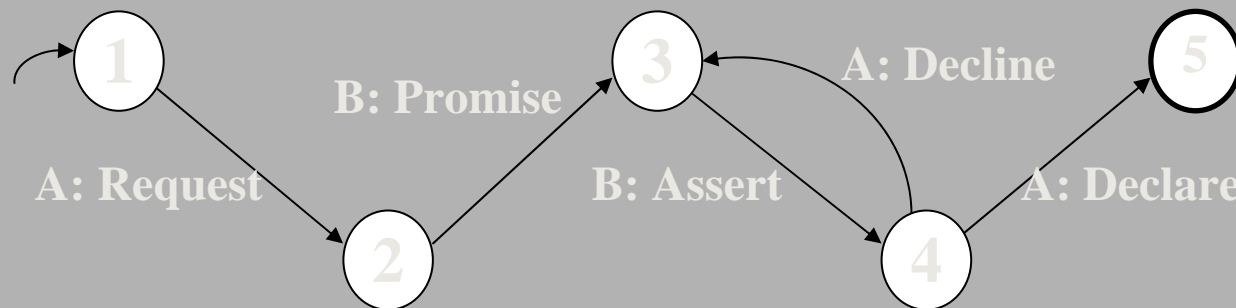 1
3
5
A: Decline
B: Promise
A: Request
B: Assert
A: Declare
2
4